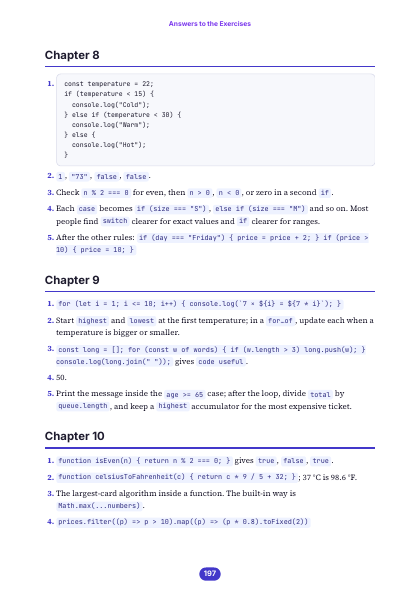 Answers to the Exercises
Chapter 8
1. const temperature = 22;
if (temperature < 15) {
console.log("Cold");
} else if (temperature < 30) {
console.log("Warm");
} else {
console.log("Hot");
}
2. 1, "73", false, false.
3. Check n % 2 === 0 for even, then n > 0, n < 0, or zero in a second if.
4. Each case becomes if (size === "S"), else if (size === "M") and so on. Most
people find switch clearer for exact values and if clearer for ranges.
5. After the other rules: if (day === "Friday") { price = price + 2; } if (price >
10) { price = 10; }
Chapter 9
1. for (let i = 1; i <= 10; i++) { console.log(`7 × ${i} = ${7 * i}`); }
2. Start highest and lowest at the first temperature; in a for…of, update each when a
temperature is bigger or smaller.
3. const long = []; for (const w of words) { if (w.length > 3) long.push(w); }
console.log(long.join(" ")); gives code useful.
4. 50.
5. Print the message inside the age >= 65 case; after the loop, divide total by
queue.length, and keep a highest accumulator for the most expensive ticket.
Chapter 10
1. function isEven(n) { return n % 2 === 0; } gives true, false, true.
2. function celsiusToFahrenheit(c) { return c * 9 / 5 + 32; }; 37 °C is 98.6 °F.
3. The largest-card algorithm inside a function. The built-in way is
Math.max(...numbers).
4. prices.filter((p) => p > 10).map((p) => (p * 0.8).toFixed(2))
197